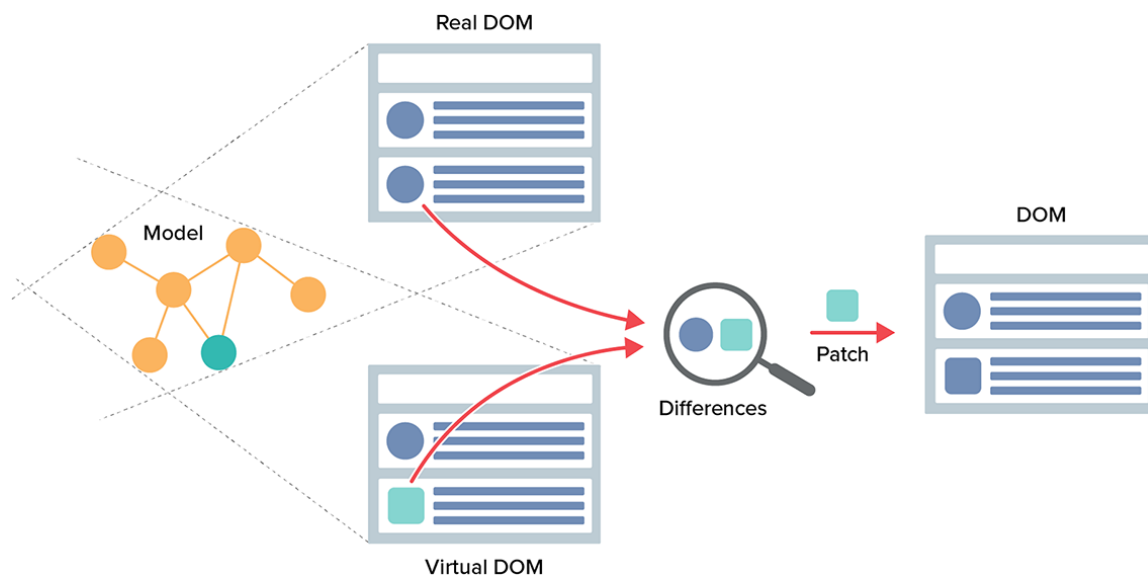 Real DOM
Model
DOM
Patch
Differences
Virtual DOM